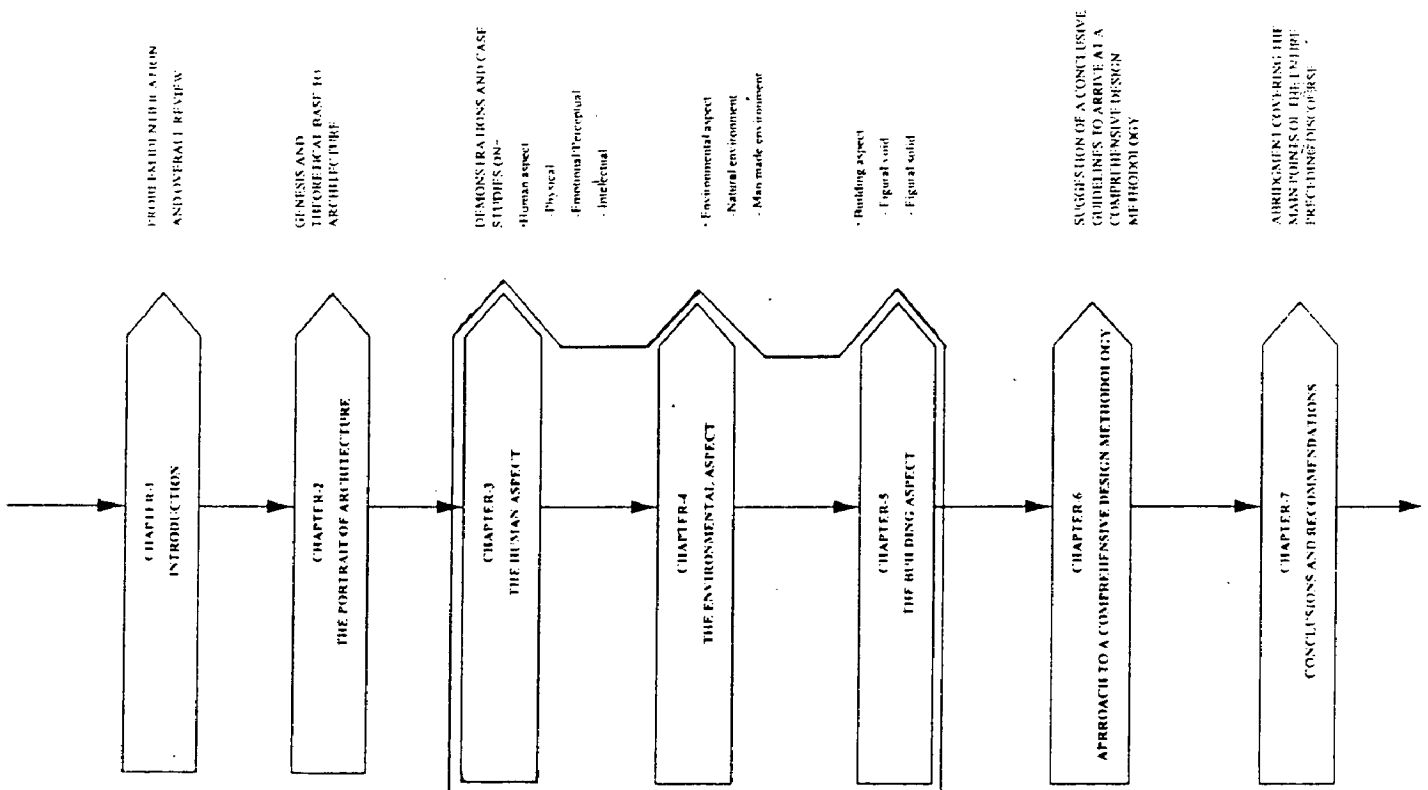 CHAPTER-1
INTRODUCTION
PROBLEM IDENTIFICATION
AND OVERALL REVIEW
CHAPTER-2
THE PORTRAIT OF ARCHITECTURE
GENESIS AND
THEORETICAL BASE TO
ARCHITECTURE
CHAPTER-3
THE HUMAN ASPECT
DEMONSTRATIONS AND CASE
STUDIES ON-
•Human aspect
- Physical
- Emotional/Perceptual
- Intelectual
CHAPTER-4
THE ENVIRONMENTAL ASPECT
• Environmental aspect
- Natural environment
- Man made environment
CHAPTER-5
THE BUILDING ASPECT
• Building aspect
- Figural void
- Figural solid
CHAPTER-6
APRROACH TO A COMPREHENSIVE DESIGN METHODOLOGY
SUGGESTION OF A CONCLUSIVE
GUIDELINES TO ARRIVE AT A
COMPREHENSIVE DESIGN
METHODOLOGY
CHAPTER-7
CONCLUSIONS AND RECOMMENDATIONS
ABRIDGMENT COVERING THE
MAIN POINTS OF THE ENTIRE
PRECEDING DISCOURSE